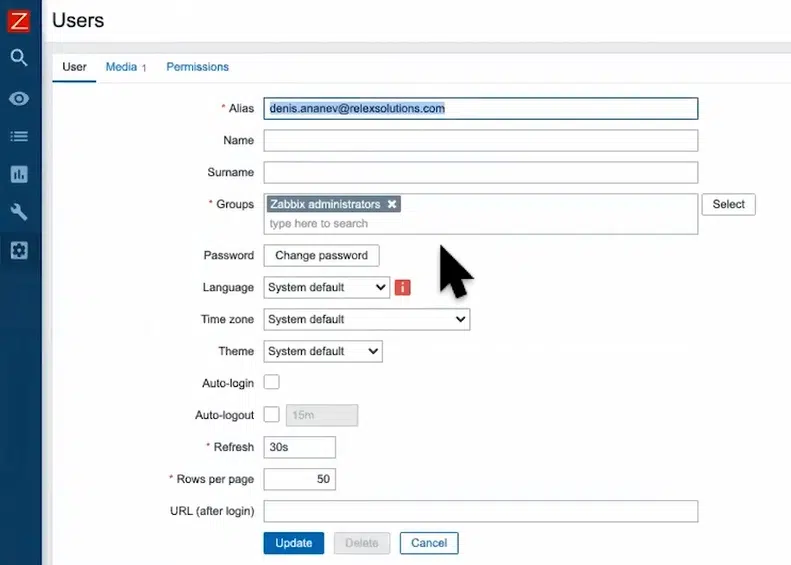 Z
Users
User Media 1 Permissions
* Alias denis.ananev@relexsolutions.com
Name
Surname
* Groups Zabbix administrators ✖ Select
type here to search
Password Change password
Language System default i
Time zone System default
Theme System default
Auto-login
Auto-logout 15m
* Refresh 30s
* Rows per page 50
URL (after login)
Update Delete Cancel